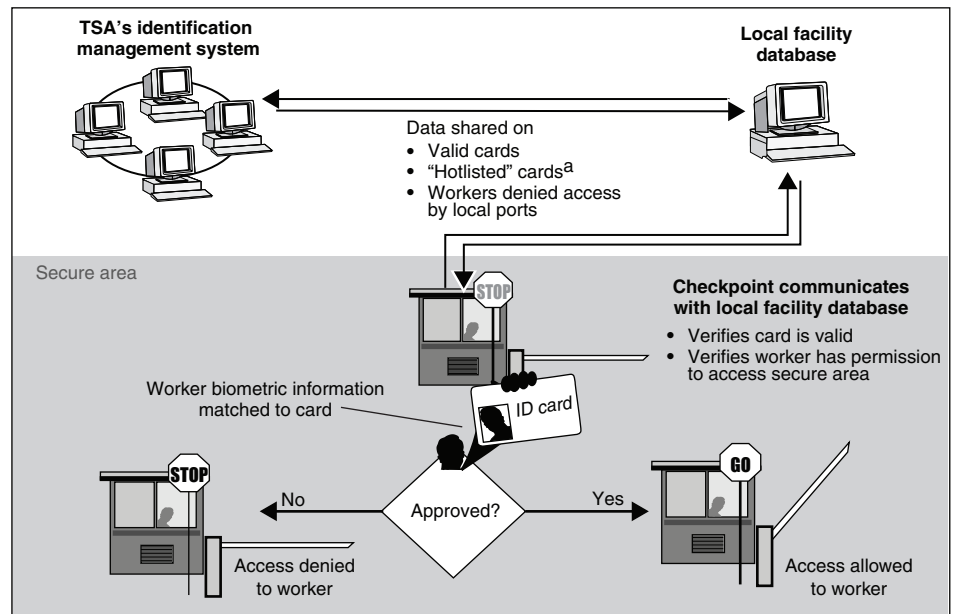 TSA's identification
management system
Local facility
database
Data shared on
• Valid cards
• "Hotlisted" cardsa
• Workers denied access
by local ports
Secure area
STOP
Checkpoint communicates
with local facility database
• Verifies card is valid
• Verifies worker has permission
to access secure area
Worker biometric information
matched to card
ID card
STOP
GO
No
Approved?
Yes
Access denied
to worker
Access allowed
to worker